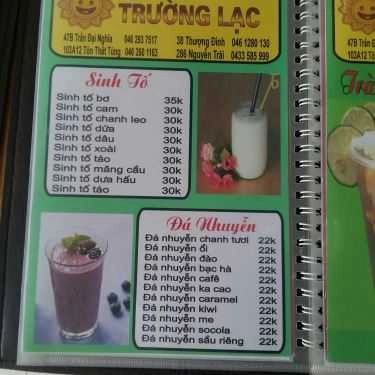 TRƯỜNG LẠC
47B Trần Đại Nghĩa 046 293 7517
38 Thượng Đình 046 1280 130
102A12 Tôn Thất Tùng 046 260 1163
286 Nguyễn Trãi 0433 585 999
Sinh Tố
Sinh tố bơ 35k
Sinh tố cam 30k
Sinh tố chanh leo 30k
Sinh tố dứa 30k
Sinh tố dâu 30k
Sinh tố xoài 30k
Sinh tố táo 30k
Sinh tố mãng cầu 30k
Sinh tố dưa hấu 30k
Sinh tố táo 30k
Đá Nhuyễn
Đá nhuyễn chanh tươi 22k
Đá nhuyễn ổi 22k
Đá nhuyễn đào 22k
Đá nhuyễn bạc hà 22k
Đá nhuyễn cafê 22k
Đá nhuyễn ka cao 22k
Đá nhuyễn caramel 22k
Đá nhuyễn kiwi 22k
Đá nhuyễn me 22k
Đá nhuyễn socola 22k
Đá nhuyễn sầu riêng 22k